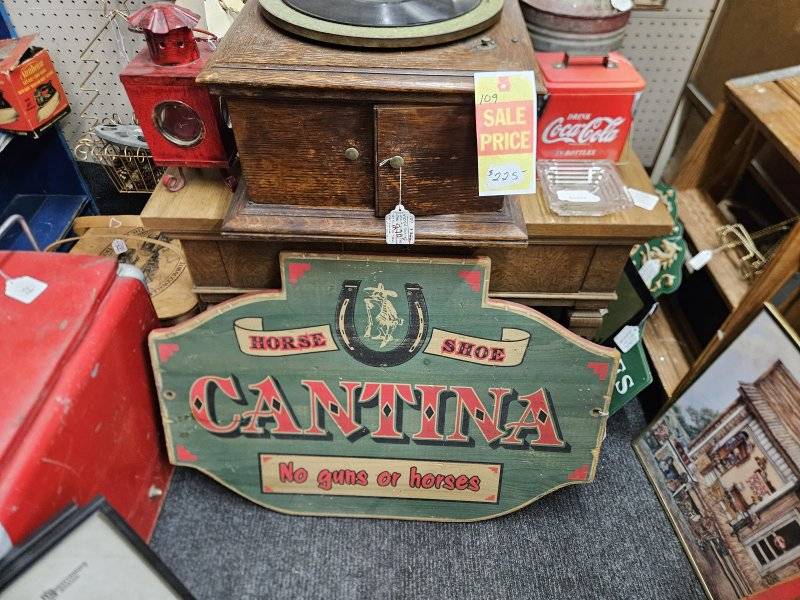 109
SALE
PRICE
$225-
DRINK
Coca-Cola
IN BOTTLES
HORSE SHOE
CANTINA
No guns or horses